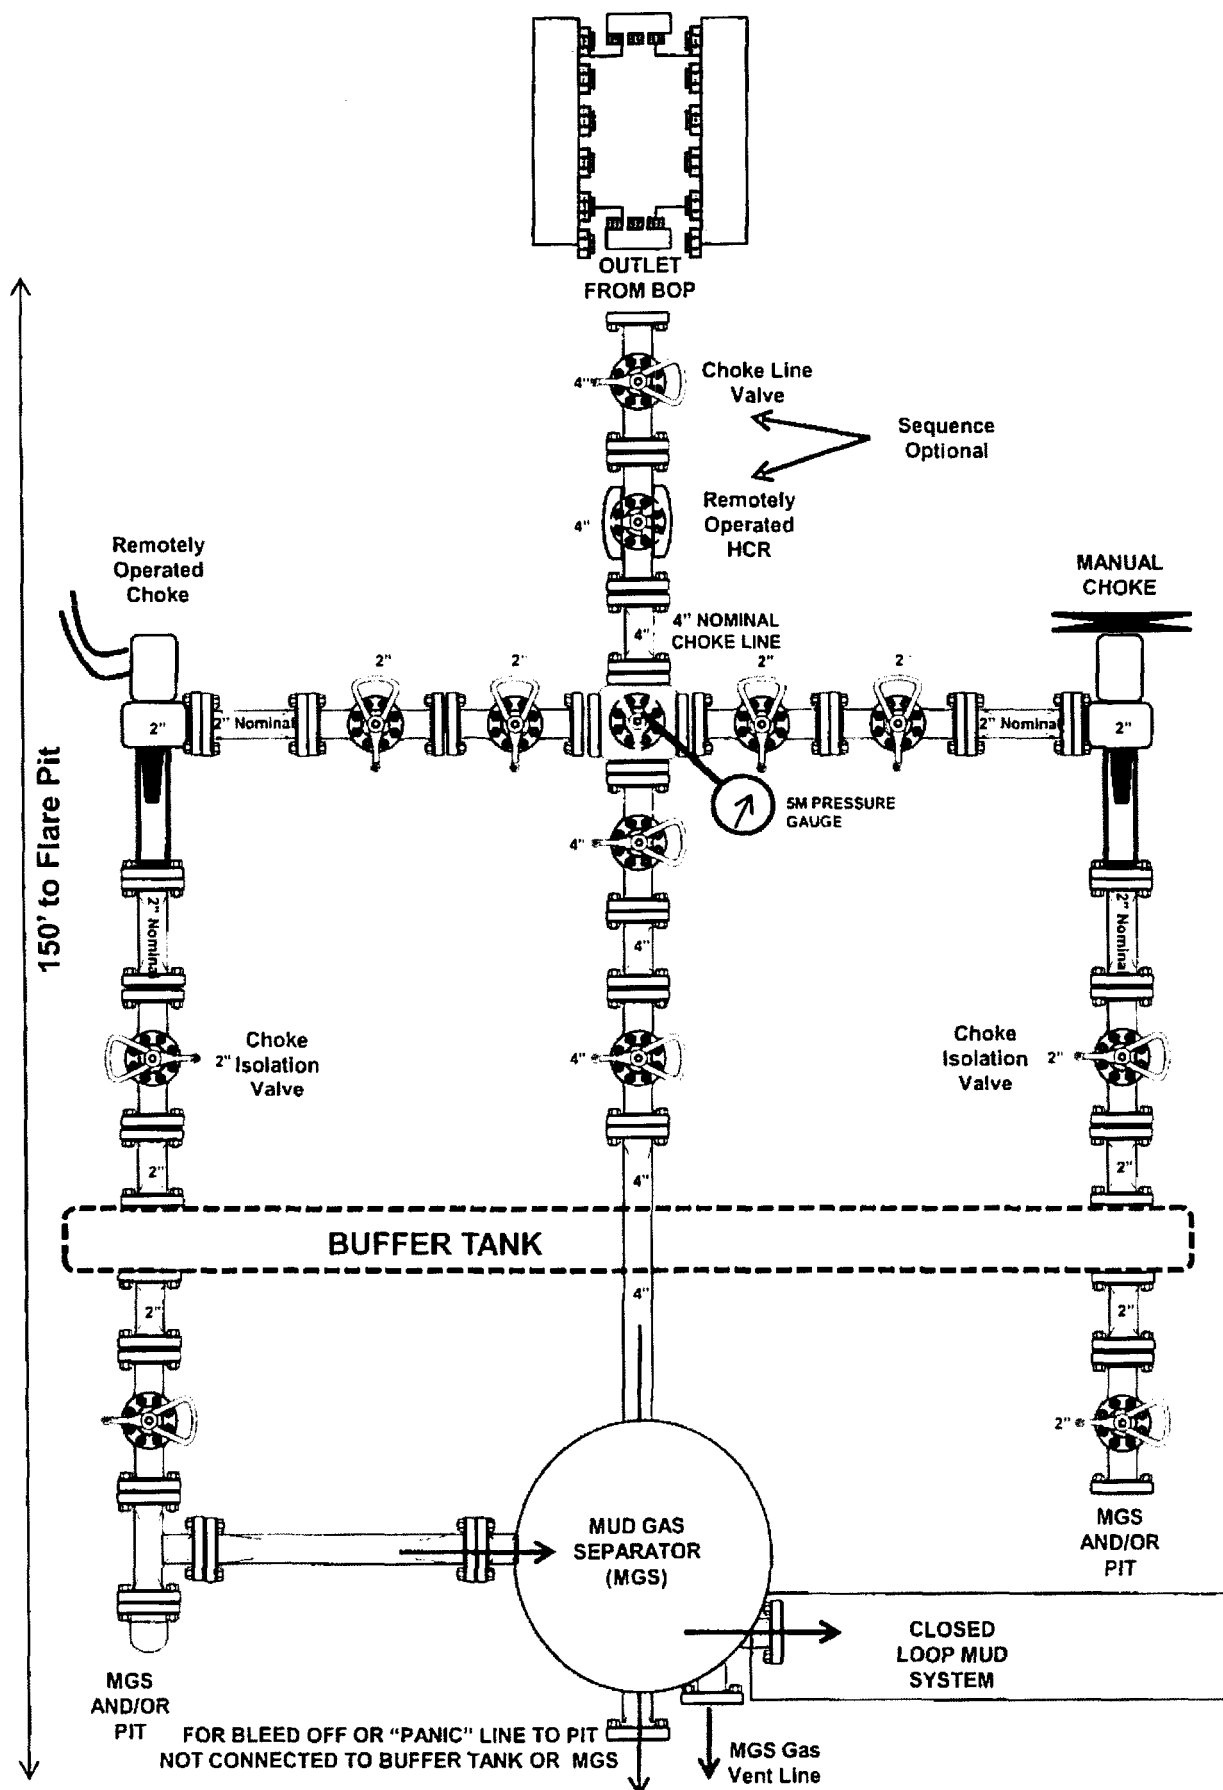 OUTLET
FROM BOP
4"
Choke Line
Valve
Sequence
Optional
4"
Remotely
Operated
HCR
Remotely
Operated
Choke
MANUAL
CHOKE
4"
4" NOMINAL
CHOKE LINE
2"
2"
2"
2"
2"
2" Nominal
2" Nominal
2"
5M PRESSURE
GAUGE
4"
150' to Flare Pit
2" Nominal
4"
2" Nominal
2"
Choke
Isolation
Valve
4"
Choke
Isolation
Valve
2"
2"
4"
2"
BUFFER TANK
2"
4"
2"
2"
MUD GAS
SEPARATOR
(MGS)
MGS
AND/OR
PIT
CLOSED
LOOP MUD
SYSTEM
MGS
AND/OR
PIT
FOR BLEED OFF OR "PANIC" LINE TO PIT
NOT CONNECTED TO BUFFER TANK OR MGS
MGS Gas
Vent Line